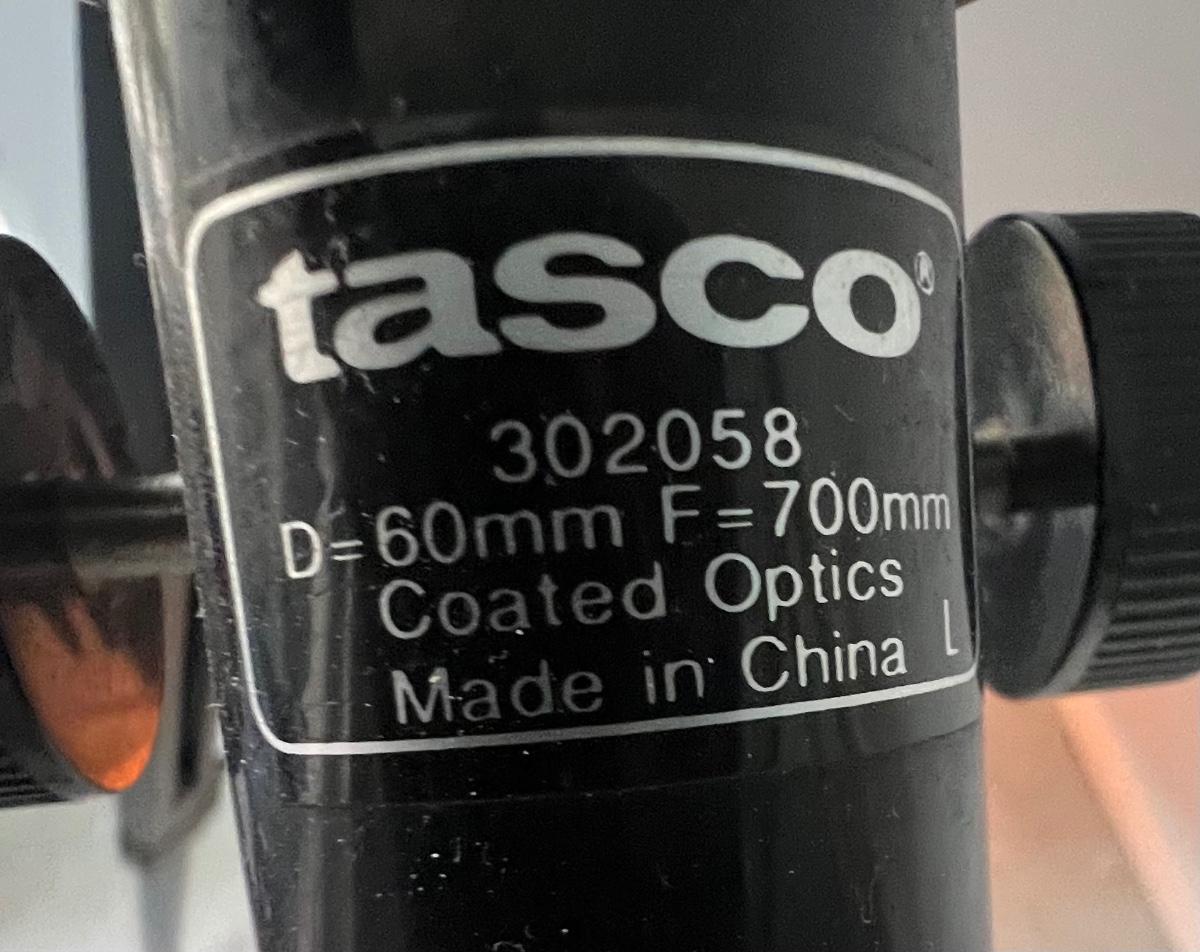 tasco®
302058
D=60mm F=700mm
Coated Optics
Made in China L